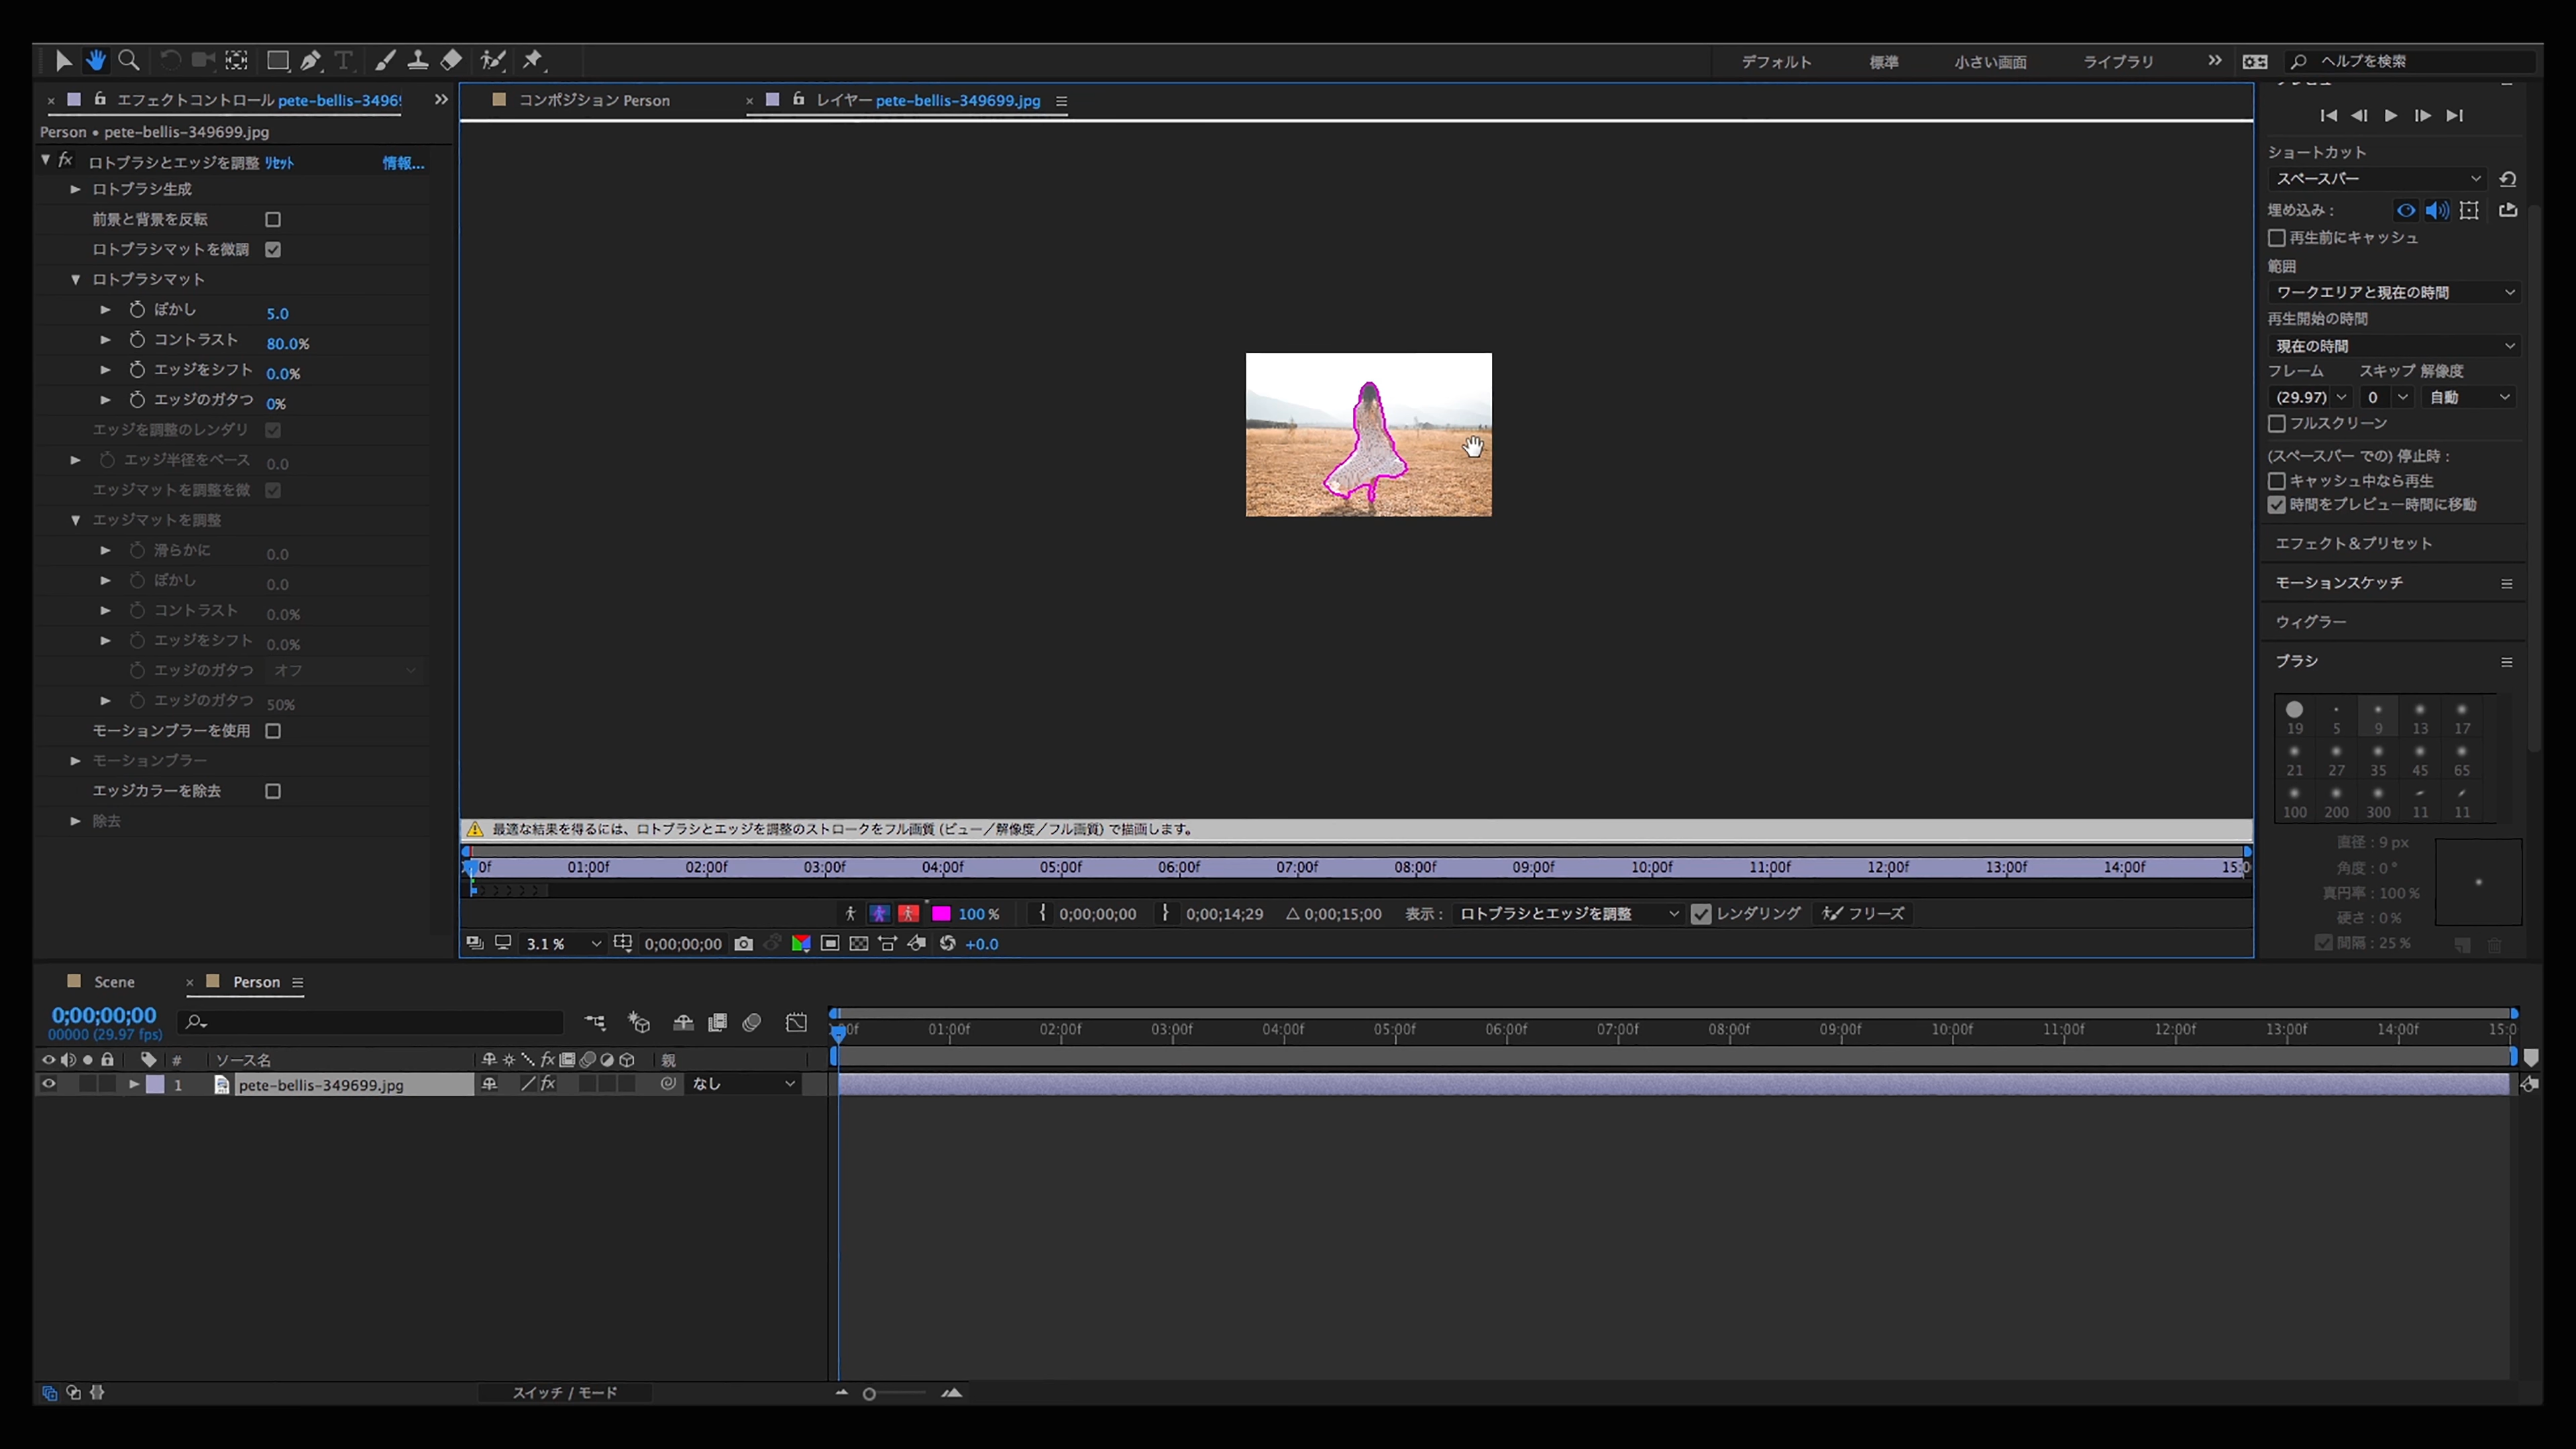 デフォルト 標準 小さい画面 ライブラリ ヘルプを検索
エフェクトコントロール pete-bellis-3496
Person • pete-bellis-349699.jpg
fx ロトブラシとエッジを調整 リセット 情報...
ロトブラシ生成
前景と背景を反転
ロトブラシマットを微調
ロトブラシマット
ぼかし 5.0
コントラスト 80.0%
エッジをシフト 0.0%
エッジのガタつ 0%
エッジを調整のレンダリ
エッジ半径をベース 0.0
エッジマットを調整を微
エッジマットを調整
滑らかに 0.0
ぼかし 0.0
コントラスト 0.0%
エッジをシフト 0.0%
エッジのガタつ オフ
エッジのガタつ 50%
モーションブラーを使用
モーションブラー
エッジカラーを除去
除去
コンポジション Person
レイヤー pete-bellis-349699.jpg
最適な結果を得るには、ロトブラシとエッジを調整のストロークをフル画質 (ビュー／解像度／フル画質) で描画します。
0f 01:00f 02:00f 03:00f 04:00f 05:00f 06:00f 07:00f 08:00f 09:00f 10:00f 11:00f 12:00f 13:00f 14:00f 15:0
100 % 0;00;00;00 0;00;14;29 Δ 0;00;15;00 表示： ロトブラシとエッジを調整 レンダリング フリーズ
3.1 % 0;00;00;00 +0.0
ショートカット
スペースバー
埋め込み：
再生前にキャッシュ
範囲
ワークエリアと現在の時間
再生開始の時間
現在の時間
フレーム スキップ 解像度
(29.97) 0 自動
フルスクリーン
(スペースバー での) 停止時：
キャッシュ中なら再生
時間をプレビュー時間に移動
エフェクト＆プリセット
モーションスケッチ
ウィグラー
ブラシ
19 5 9 13 17
21 27 35 45 65
100 200 300 11 11
直径：9 px
角度：0 °
真円率：100 %
硬さ：0 %
間隔：25 %
Scene
Person
0;00;00;00
00000 (29.97 fps)
# ソース名 fx 親
1 pete-bellis-349699.jpg fx なし
00f 01:00f 02:00f 03:00f 04:00f 05:00f 06:00f 07:00f 08:00f 09:00f 10:00f 11:00f 12:00f 13:00f 14:00f 15:0
スイッチ / モード